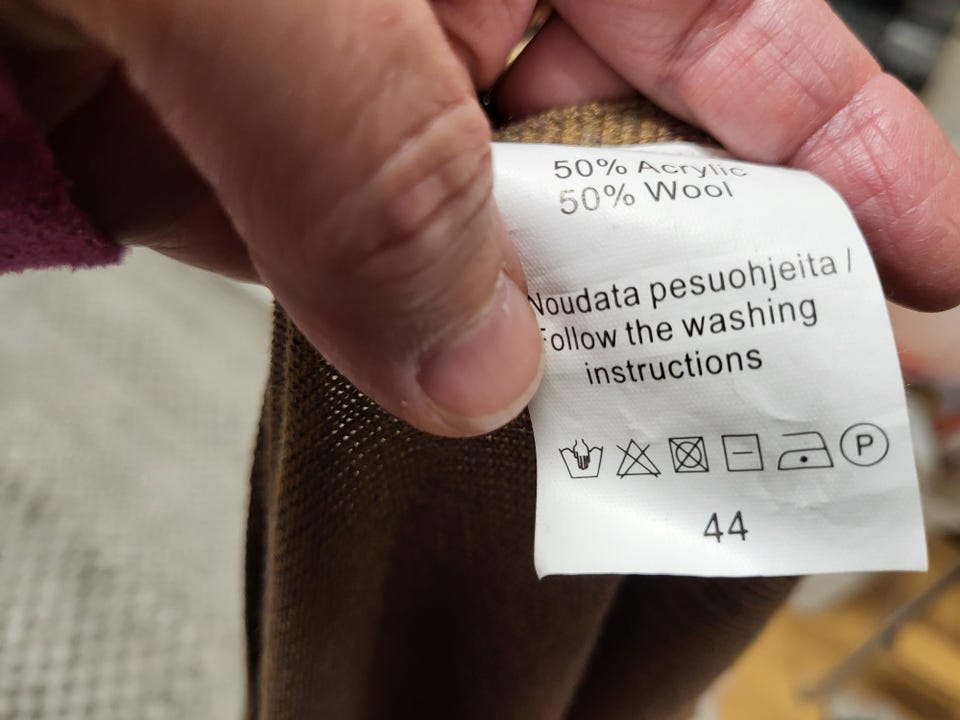 50% Acrylic
50% Wool
Noudata pesuohjeita /
Follow the washing
instructions
P
44